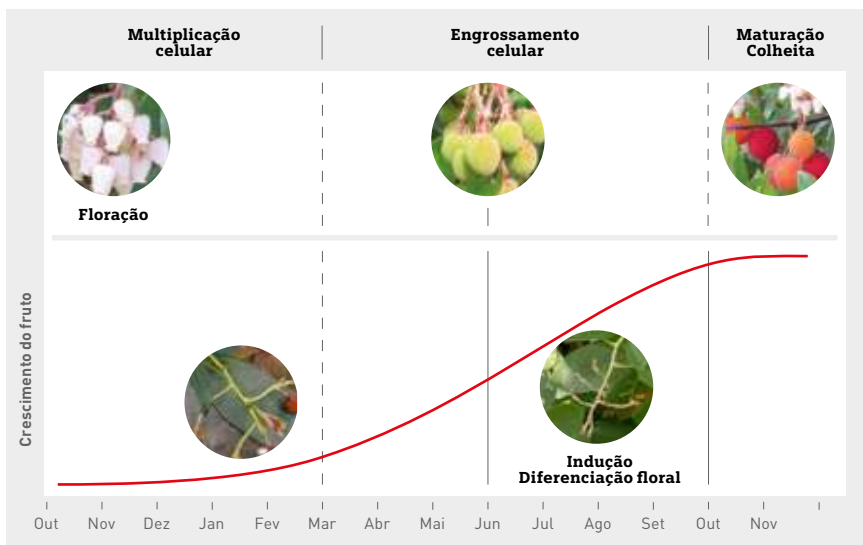 Multiplicação
celular
Engrossamento
celular
Maturação
Colheita
Floração
Crescimento do fruto
Indução
Diferenciação floral
Out Nov Dez Jan Fev Mar Abr Mai Jun Jul Ago Set Out Nov